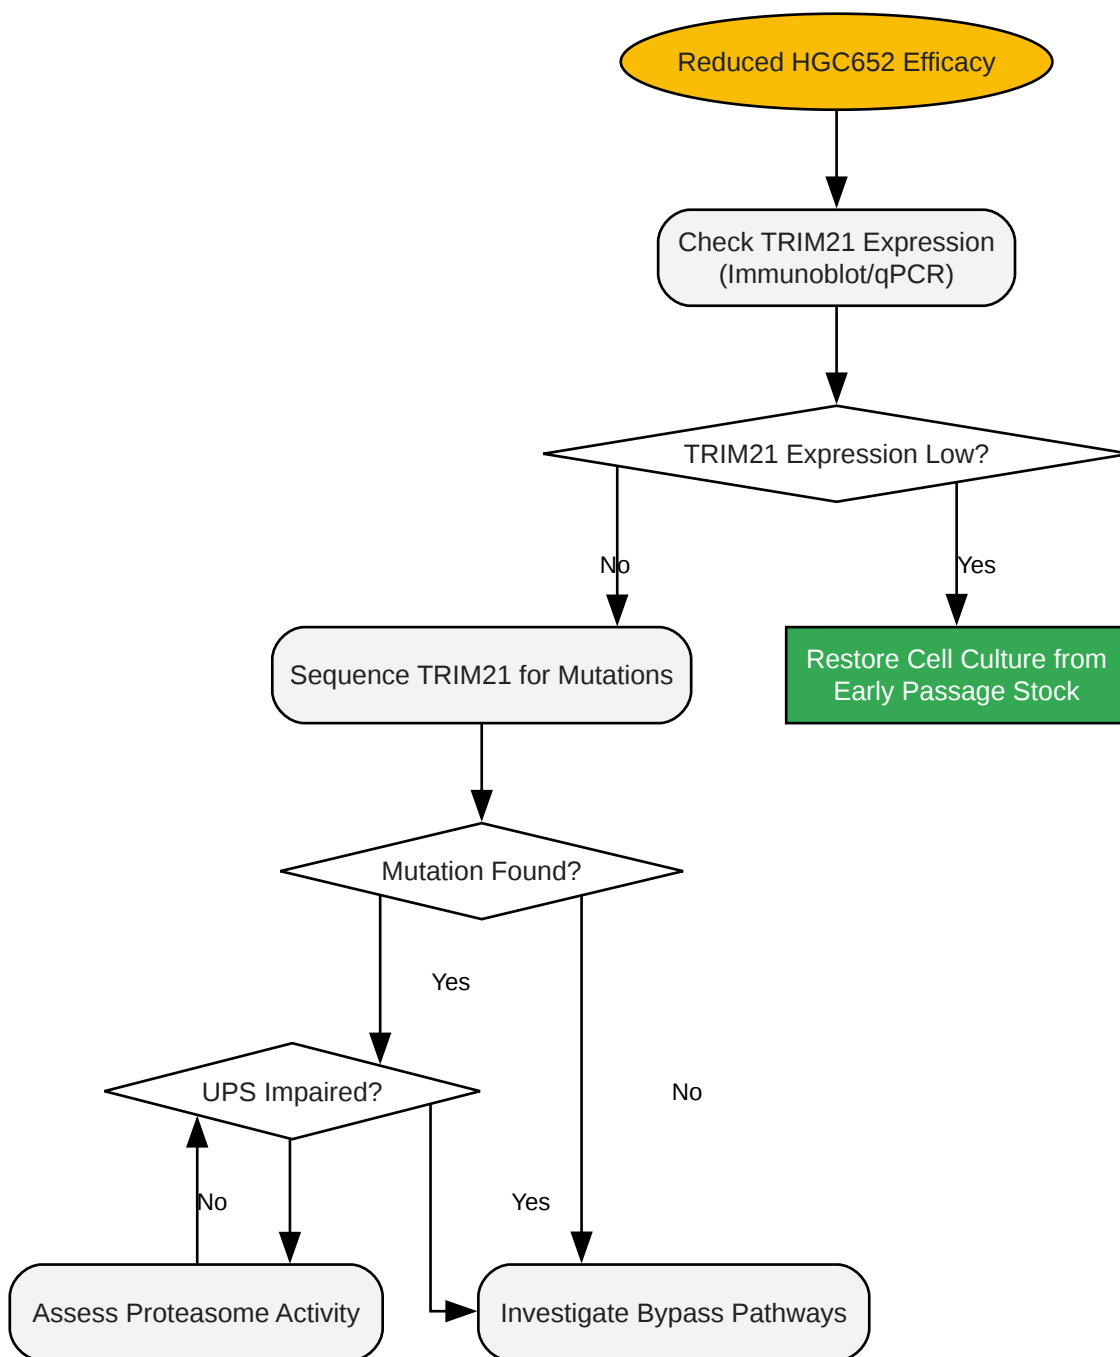 Reduced HGC652 Efficacy
Check TRIM21 Expression
(Immunoblot/qPCR)
TRIM21 Expression Low?
No
Yes
Sequence TRIM21 for Mutations
Restore Cell Culture from
Early Passage Stock
Mutation Found?
Yes
UPS Impaired?
No
No
Yes
Assess Proteasome Activity
Investigate Bypass Pathways